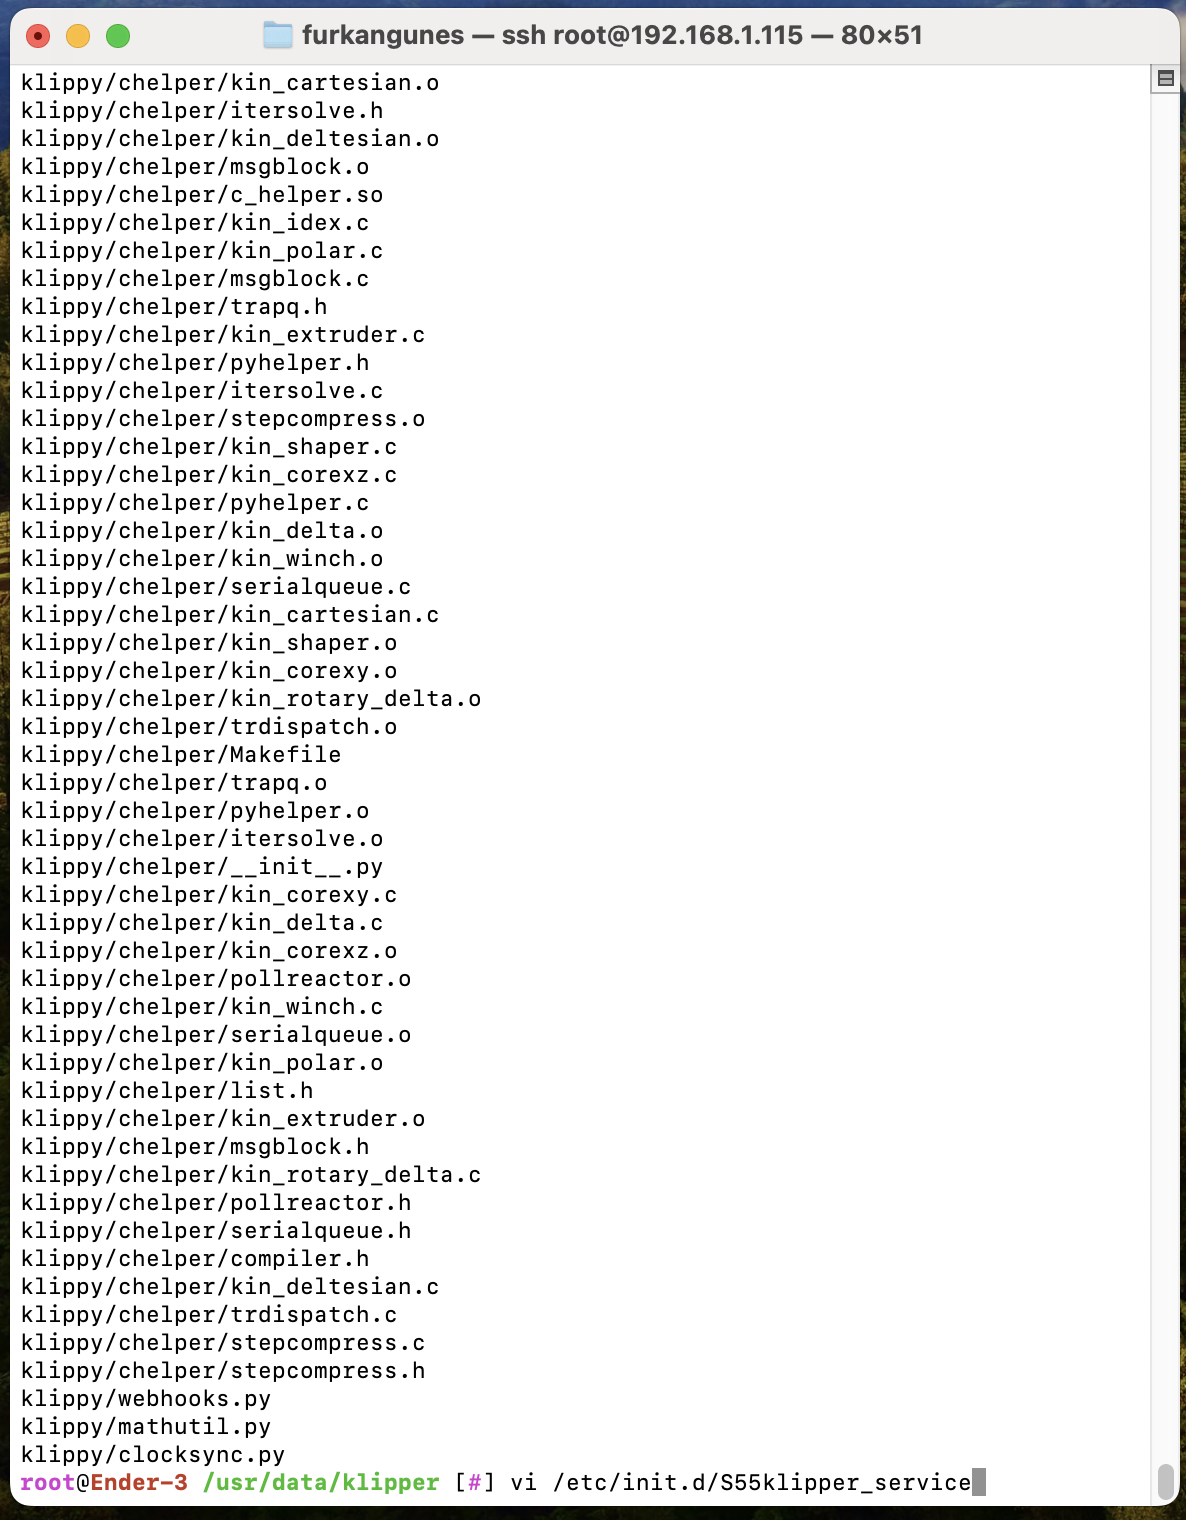 furkangunes — ssh root@192.168.1.115 — 80×51
klippy/chelper/kin_cartesian.o
klippy/chelper/itersolve.h
klippy/chelper/kin_deltesian.o
klippy/chelper/msgblock.o
klippy/chelper/c_helper.so
klippy/chelper/kin_idex.c
klippy/chelper/kin_polar.c
klippy/chelper/msgblock.c
klippy/chelper/trapq.h
klippy/chelper/kin_extruder.c
klippy/chelper/pyhelper.h
klippy/chelper/itersolve.c
klippy/chelper/stepcompress.o
klippy/chelper/kin_shaper.c
klippy/chelper/kin_corexz.c
klippy/chelper/pyhelper.c
klippy/chelper/kin_delta.o
klippy/chelper/kin_winch.o
klippy/chelper/serialqueue.c
klippy/chelper/kin_cartesian.c
klippy/chelper/kin_shaper.o
klippy/chelper/kin_corexy.o
klippy/chelper/kin_rotary_delta.o
klippy/chelper/trdispatch.o
klippy/chelper/Makefile
klippy/chelper/trapq.o
klippy/chelper/pyhelper.o
klippy/chelper/itersolve.o
klippy/chelper/__init__.py
klippy/chelper/kin_corexy.c
klippy/chelper/kin_delta.c
klippy/chelper/kin_corexz.o
klippy/chelper/pollreactor.o
klippy/chelper/kin_winch.c
klippy/chelper/serialqueue.o
klippy/chelper/kin_polar.o
klippy/chelper/list.h
klippy/chelper/kin_extruder.o
klippy/chelper/msgblock.h
klippy/chelper/kin_rotary_delta.c
klippy/chelper/pollreactor.h
klippy/chelper/serialqueue.h
klippy/chelper/compiler.h
klippy/chelper/kin_deltesian.c
klippy/chelper/trdispatch.c
klippy/chelper/stepcompress.c
klippy/chelper/stepcompress.h
klippy/webhooks.py
klippy/mathutil.py
klippy/clocksync.py
root@Ender-3 /usr/data/klipper [#] vi /etc/init.d/S55klipper_service